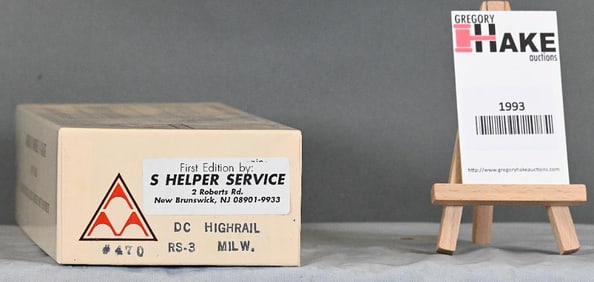 First Edition by:
S HELPER SERVICE
2 Roberts Rd.
New Brunswick, NJ 08901-9933
DC HIGHRAIL
#470 RS-3 MILW.
GREGORY
HAKE
auctions
1993
http://www.gregoryhakeauctions.com